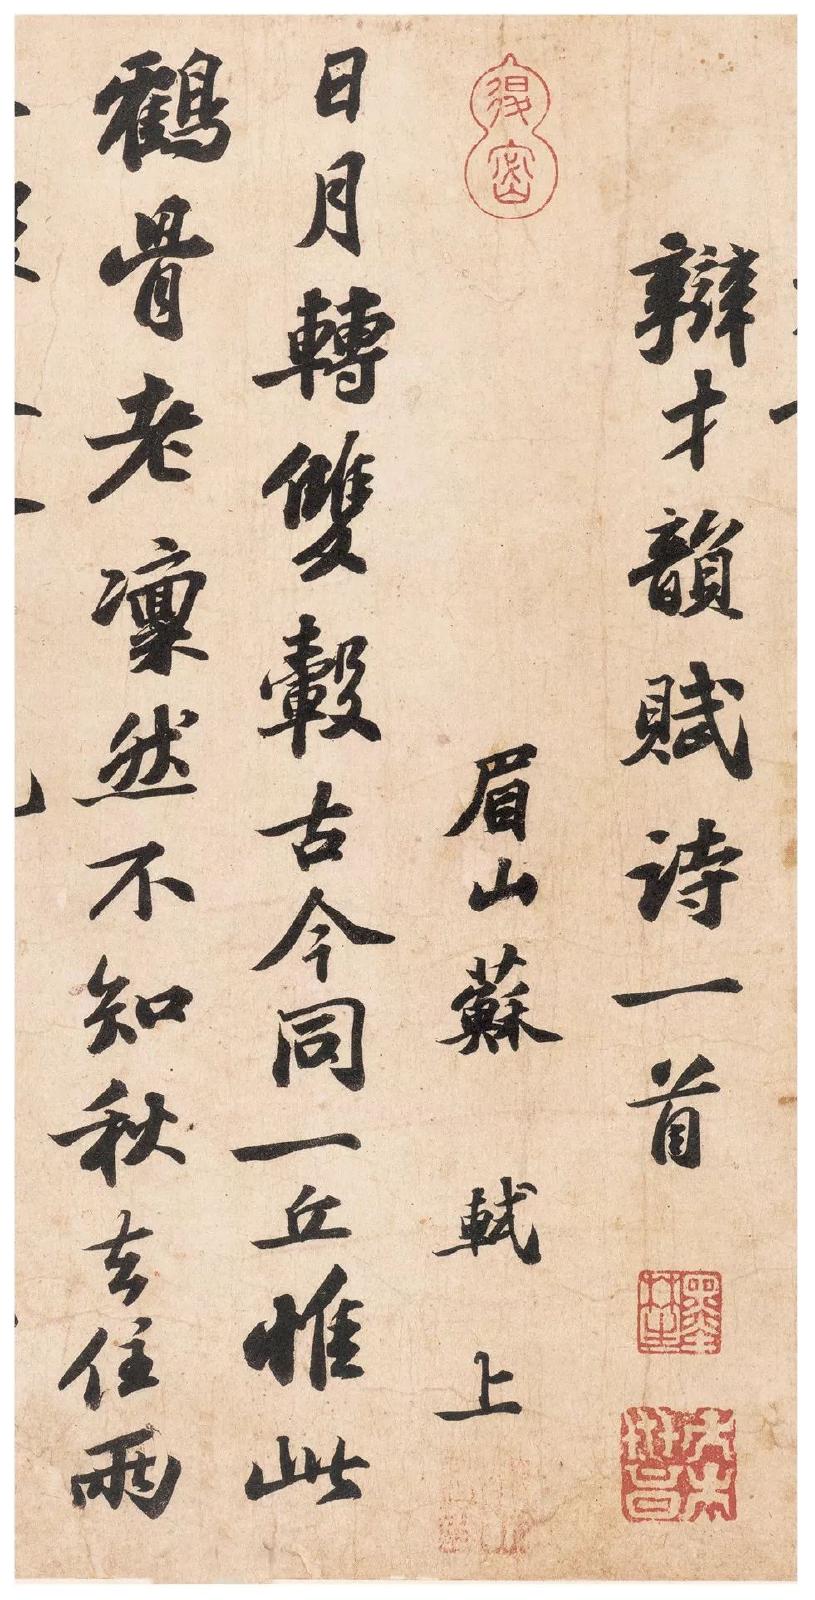 辯才韻賦詩一首
眉山蘇軾上
日月轉雙轂古今同一丘惟此
鶴骨老凜然不知秋去住兩